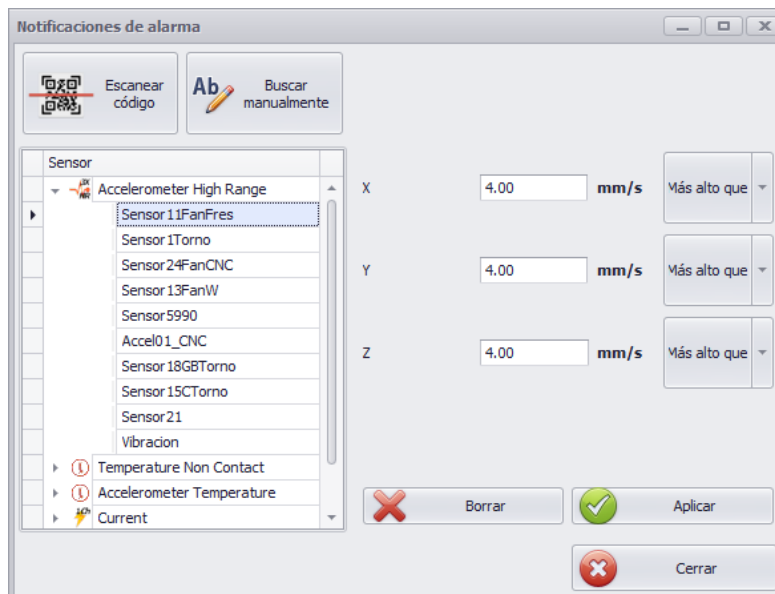 Notificaciones de alarma
Escanear
código
Ab
Buscar
manualmente
Sensor
Accelerometer High Range
Sensor11FanFres
Sensor1Torno
Sensor24FanCNC
Sensor13FanW
Sensor5990
Accel01_CNC
Sensor18GBTorno
Sensor15CTorno
Sensor21
Vibracion
Temperature Non Contact
Accelerometer Temperature
Current
X 4.00 mm/s Más alto que
Y 4.00 mm/s Más alto que
Z 4.00 mm/s Más alto que
Borrar
Aplicar
Cerrar